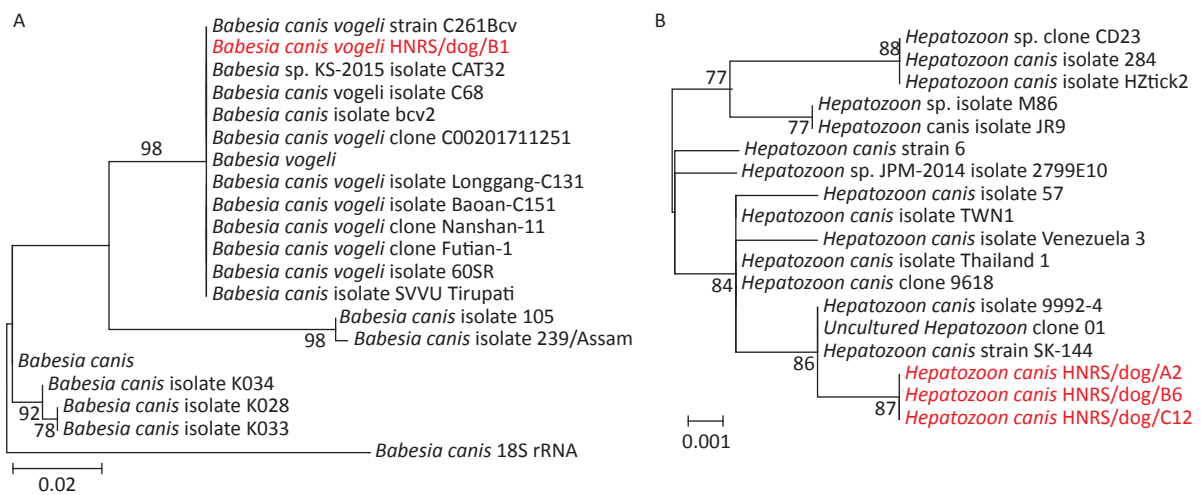 A
Babesia canis vogeli strain C261Bcv
Babesia canis vogeli HNRS/dog/B1
Babesia sp. KS-2015 isolate CAT32
Babesia canis vogeli isolate C68
Babesia canis isolate bcv2
Babesia canis vogeli clone C00201711251
98
Babesia vogeli
Babesia canis vogeli isolate Longgang-C131
Babesia canis vogeli isolate Baoan-C151
Babesia canis vogeli clone Nanshan-11
Babesia canis vogeli clone Futian-1
Babesia canis vogeli isolate 60SR
Babesia canis isolate SVVU Tirupati
Babesia canis isolate 105
98
Babesia canis isolate 239/Assam
Babesia canis
Babesia canis isolate K034
92
Babesia canis isolate K028
78
Babesia canis isolate K033
Babesia canis 18S rRNA
0.02
B
Hepatozoon sp. clone CD23
88
Hepatozoon canis isolate 284
Hepatozoon canis isolate HZtick2
77
Hepatozoon sp. isolate M86
77
Hepatozoon canis isolate JR9
Hepatozoon canis strain 6
Hepatozoon sp. JPM-2014 isolate 2799E10
Hepatozoon canis isolate 57
Hepatozoon canis isolate TWN1
Hepatozoon canis isolate Venezuela 3
Hepatozoon canis isolate Thailand 1
84
Hepatozoon canis clone 9618
Hepatozoon canis isolate 9992-4
Uncultured Hepatozoon clone 01
Hepatozoon canis strain SK-144
86
Hepatozoon canis HNRS/dog/A2
Hepatozoon canis HNRS/dog/B6
87
Hepatozoon canis HNRS/dog/C12
0.001